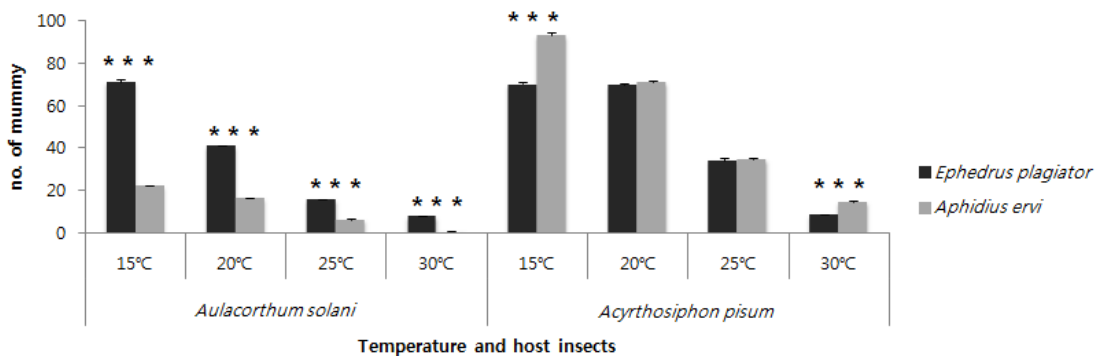 100
80
60
40
20
0
no. of mummy
* * *
* * *
* * *
* * *
* * *
* * *
15℃ 20℃ 25℃ 30℃ 15℃ 20℃ 25℃ 30℃
Aulacorthum solani Acyrthosiphon pisum
Temperature and host insects
Ephedrus plagiator
Aphidius ervi